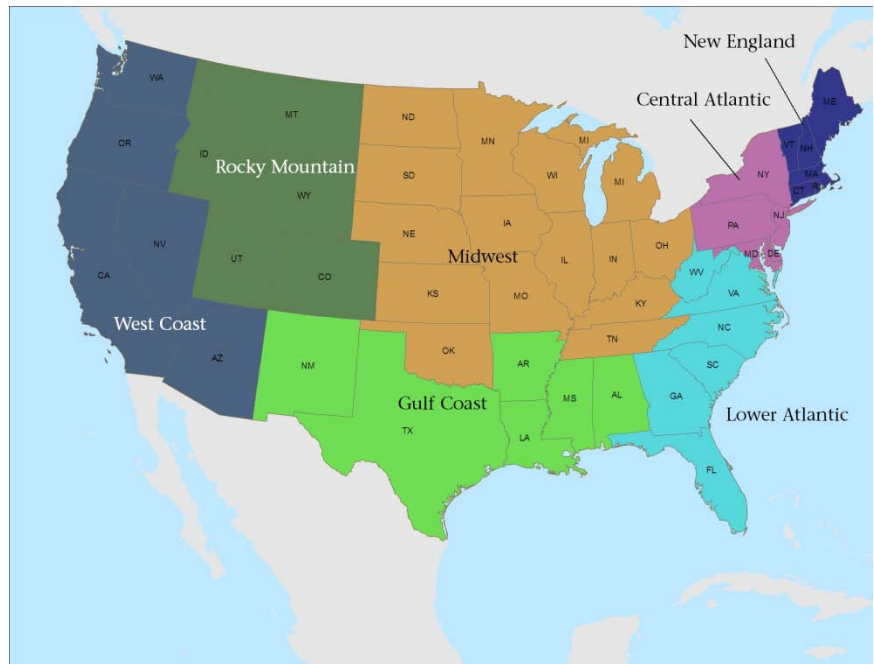 New England
Central Atlantic
WA
MT
ND
MN
ME
MI
VT
NH
OR
ID
Rocky Mountain
SD
WI
MI
NY
MA
CT
RI
WY
IA
PA
NJ
NE
Midwest
OH
NV
UT
CO
IL
IN
MD
DE
WV
CA
KS
MO
KY
VA
West Coast
NC
TN
AZ
NM
OK
AR
SC
Gulf Coast
MS
AL
GA
Lower Atlantic
TX
LA
FL